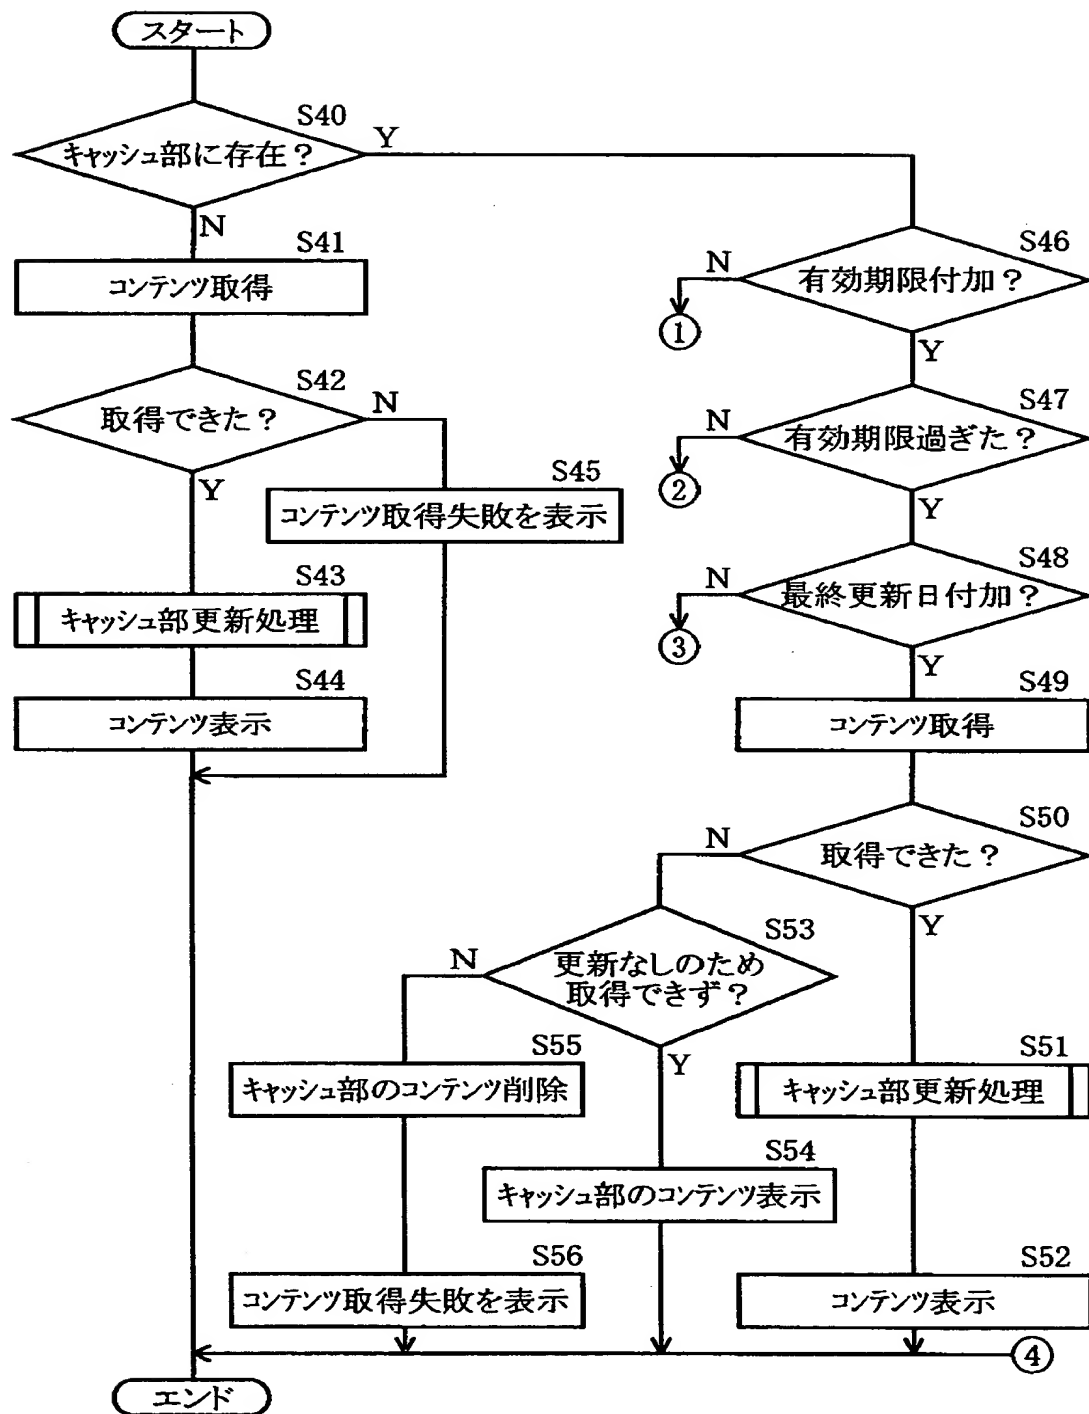 スタート
S40
キャッシュ部に存在?
Y
N
S41
コンテンツ取得
S42
取得できた?
N
Y
S45
コンテンツ取得失敗を表示
S43
キャッシュ部更新処理
S44
コンテンツ表示
S46
有効期限付加?
N
①
Y
S47
有効期限過ぎた?
N
②
Y
S48
最終更新日付加?
N
③
Y
S49
コンテンツ取得
S50
取得できた?
N
Y
S53
更新なしのため
取得できず?
N
Y
S55
キャッシュ部のコンテンツ削除
S51
キャッシュ部更新処理
S54
キャッシュ部のコンテンツ表示
S56
コンテンツ取得失敗を表示
S52
コンテンツ表示
④
エンド